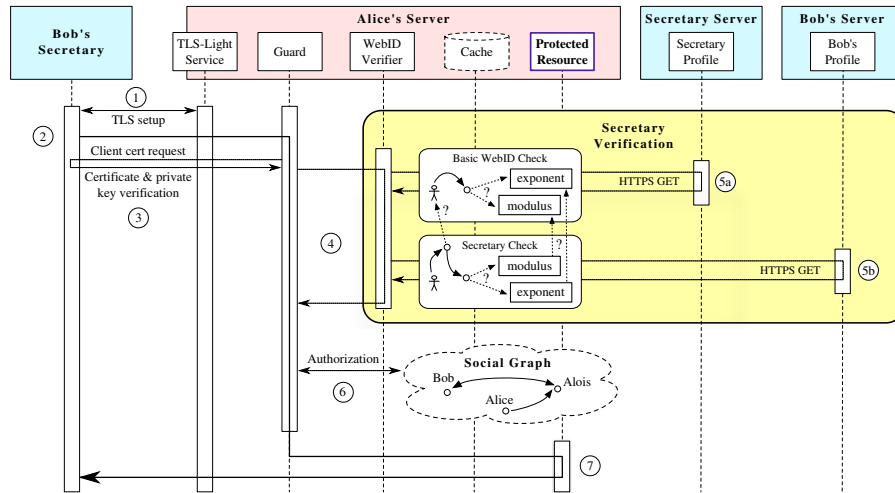 Alice's Server
Bob's
Secretary
TLS-Light
Service
Guard
WebID
Verifier
Cache
Protected
Resource
Secretary Server
Secretary
Profile
Bob's Server
Bob's
Profile
1
TLS setup
2
Client cert request
Certificate & private
key verification
3
4
Secretary
Verification
Basic WebID Check
exponent
modulus
?
?
HTTPS GET
5a
Secretary Check
?
modulus
exponent
?
HTTPS GET
5b
Authorization
6
Social Graph
Bob
Alois
Alice
7